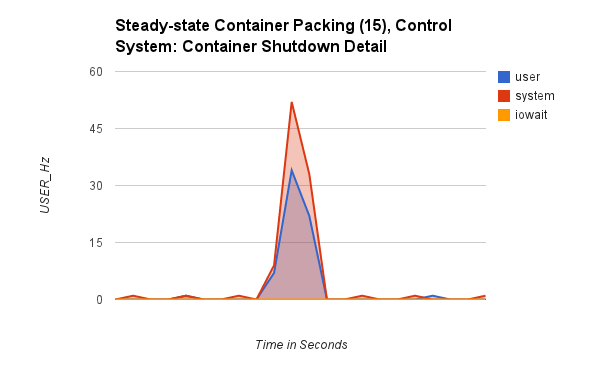 Steady-state Container Packing (15), Control
System: Container Shutdown Detail
60
45
30
15
0
USER_Hz
Time in Seconds
user
system
iowait